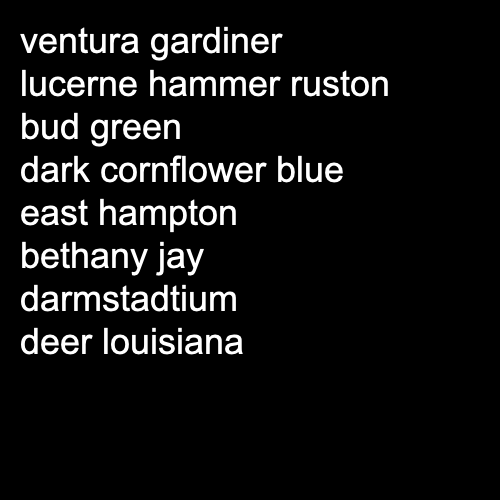 ventura gardiner
lucerne hammer ruston
bud green
dark cornflower blue
east hampton
bethany jay
darmstadtium
deer louisiana